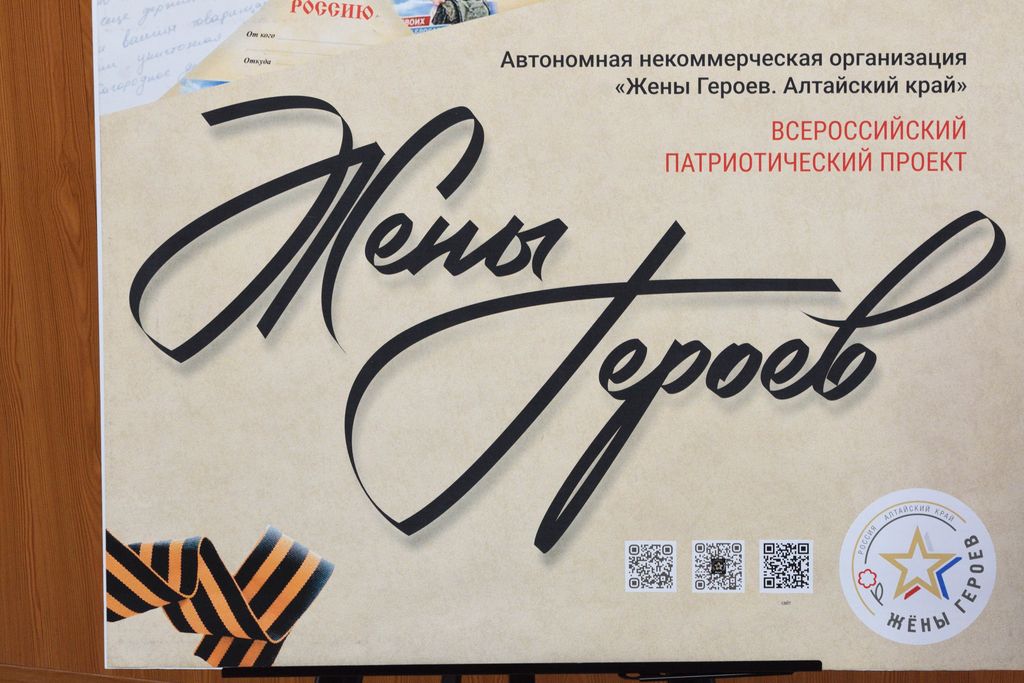 РОССИЮ
От кого
Откуда
Автономная некоммерческая организация
«Жены Героев. Алтайский край»
ВСЕРОССИЙСКИЙ
ПАТРИОТИЧЕСКИЙ ПРОЕКТ
Жены
Героев
сайт
РОССИЯ АЛТАЙСКИЙ КРАЙ
ЖЁНЫ ГЕРОЕВ